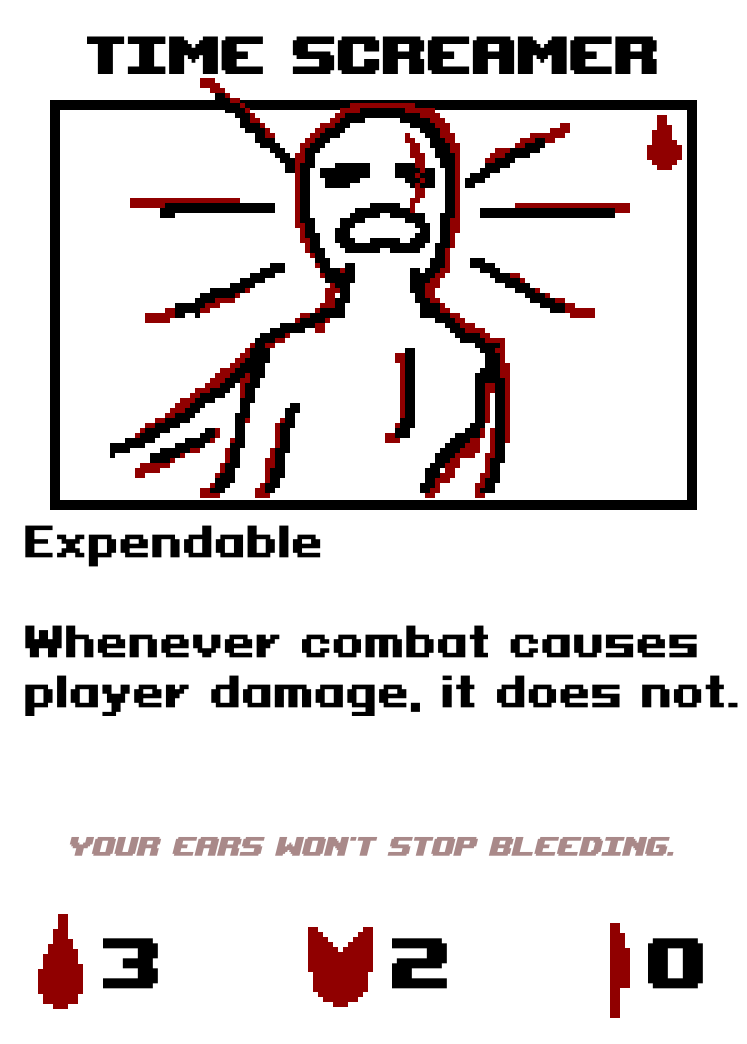 TIME SCREAMER
Expendable
Whenever combat causes
player damage, it does not.
YOUR EARS WON'T STOP BLEEDING.
3 2 0